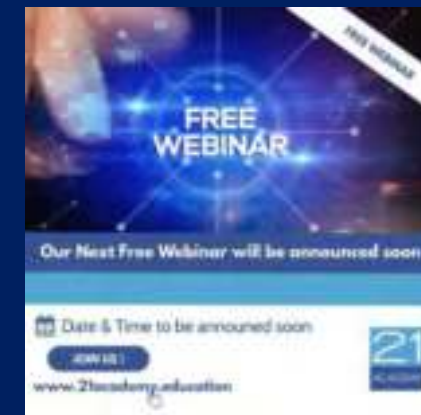 FREE WEBINAR
FREE
WEBINAR
Our Next Free Webinar will be announced soon
Date & Time to be announed soon
JOIN US !
www.21academy.education
21
ACADEMY